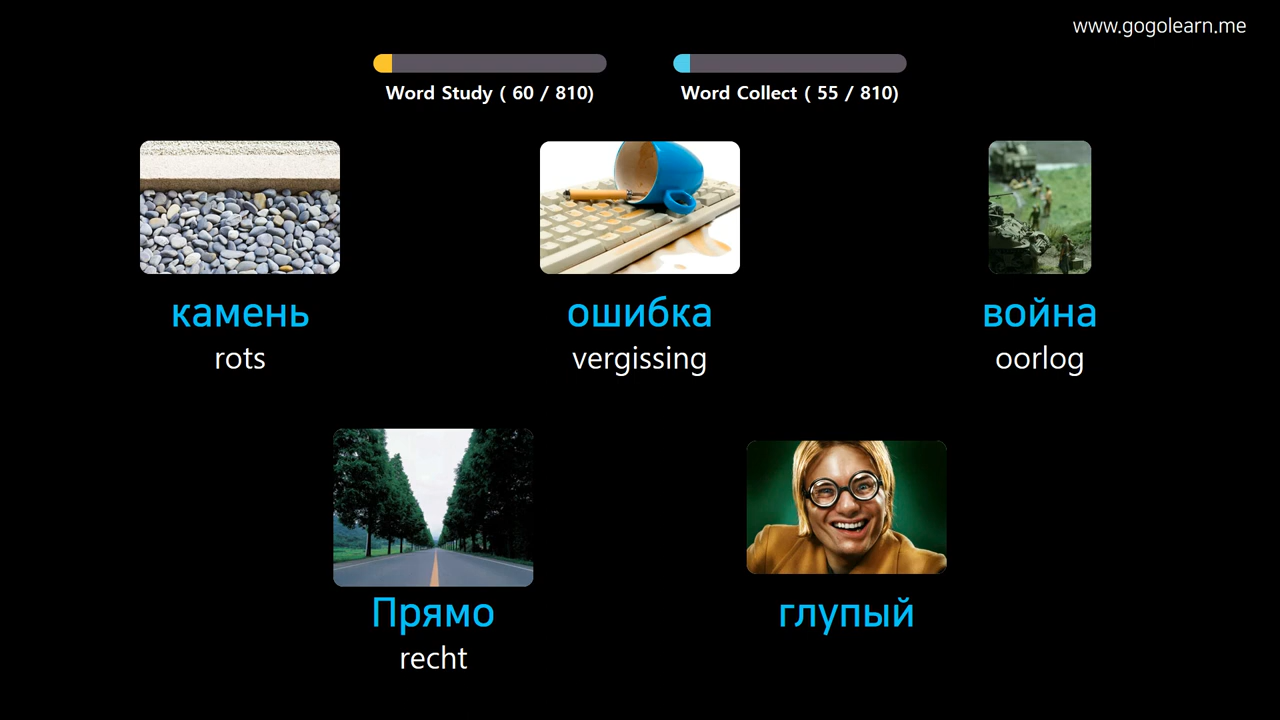 www.gogolearn.me
Word Study ( 60 / 810)
Word Collect ( 55 / 810)
камень
rots
ошибка
vergissing
война
oorlog
Прямо
recht
глупый